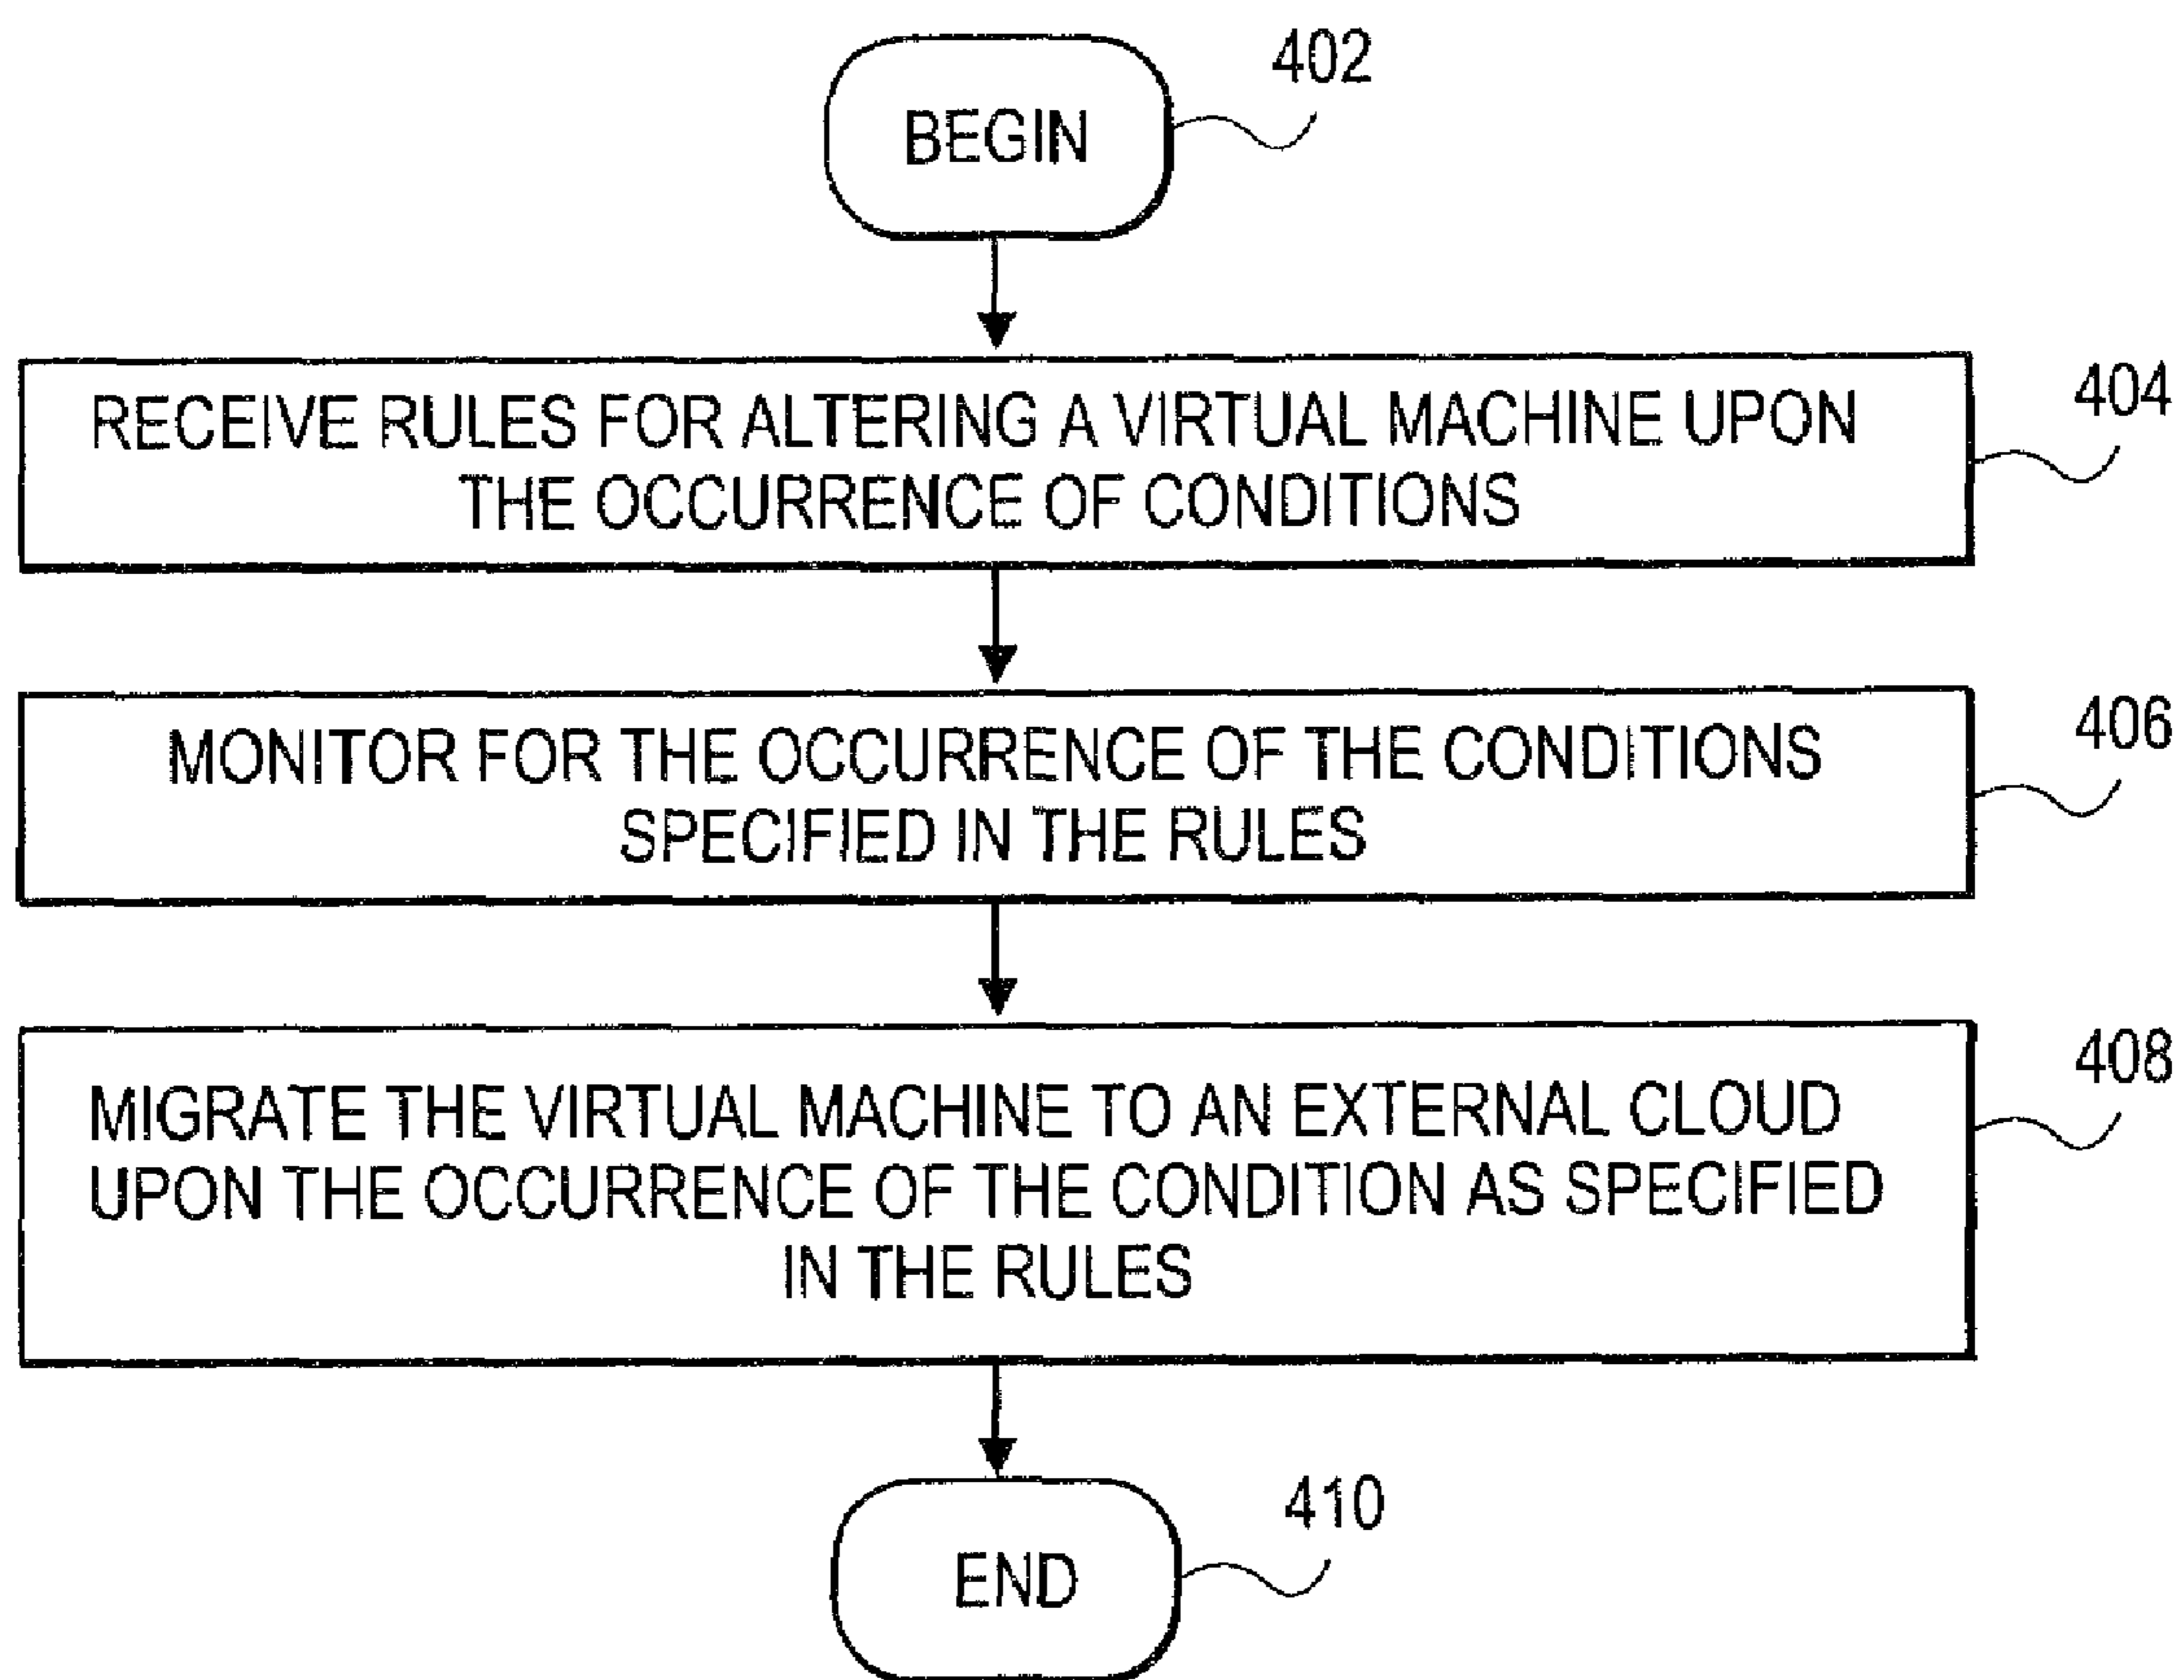 402
BEGIN
404
RECEIVE RULES FOR ALTERING A VIRTUAL MACHINE UPON
THE OCCURRENCE OF CONDITIONS
406
MONITOR FOR THE OCCURRENCE OF THE CONDITIONS
SPECIFIED IN THE RULES
408
MIGRATE THE VIRTUAL MACHINE TO AN EXTERNAL CLOUD
UPON THE OCCURRENCE OF THE CONDITION AS SPECIFIED
IN THE RULES
410
END